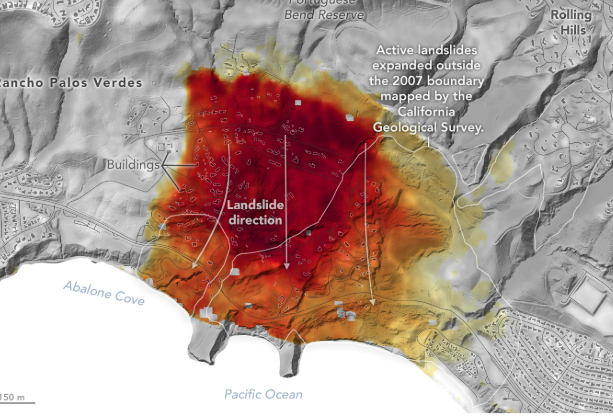 Portuguese
Bend Reserve
Rolling
Hills
Active landslides
expanded outside
the 2007 boundary
mapped by the
California
Geological Survey.
Rancho Palos Verdes
Buildings
Landslide
direction
Abalone Cove
Pacific Ocean
150 m